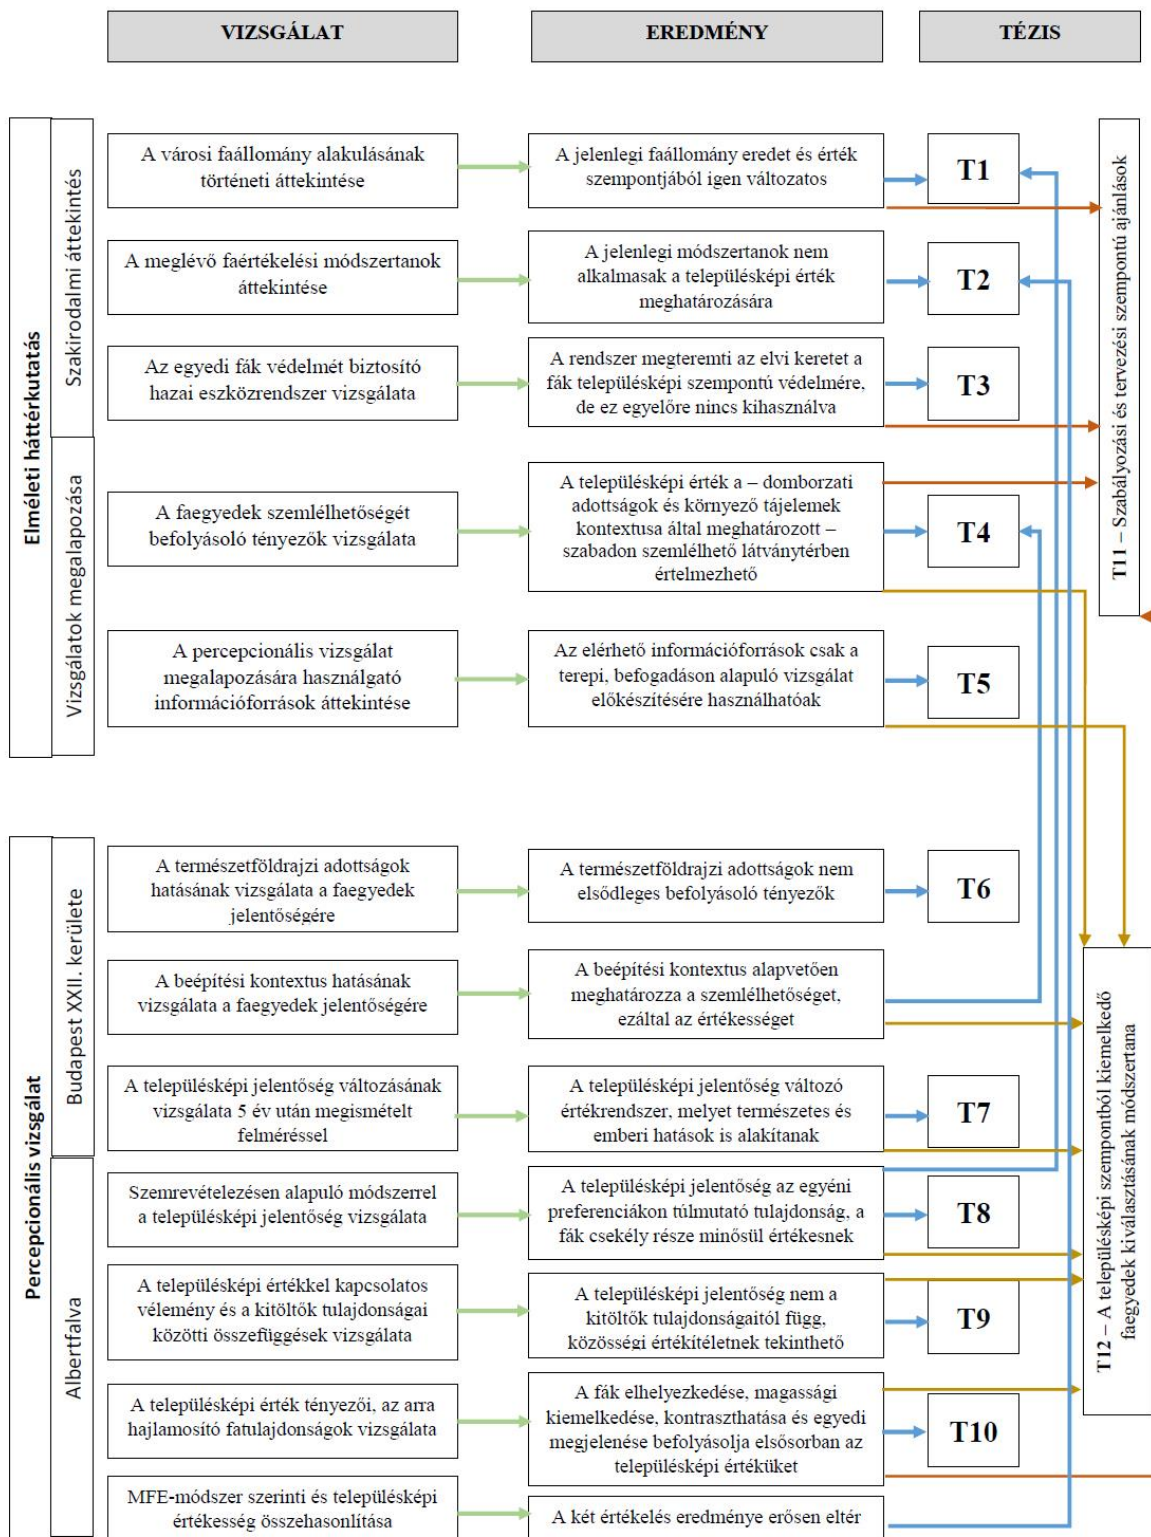 VIZSGÁLAT
EREDMÉNY
TÉZIS
Elméleti háttérkutatás
Szakirodalmi áttekintés
A városi faállomány alakulásának
történeti áttekintése
A jelenlegi faállomány eredet és érték
szempontjából igen változatos
T1
A meglévő faértékelési módszertanok
áttekintése
A jelenlegi módszertanok nem
alkalmasak a településképi érték
meghatározására
T2
Az egyedi fák védelmét biztosító
hazai eszközrendszer vizsgálata
A rendszer megteremti az elvi keretet a
fák településképi szempontú védelmére,
de ez egyelőre nincs kihasználva
T3
Vizsgálatok megalapozása
A faegyedek szemlélhetőségét
befolyásoló tényezők vizsgálata
A településképi érték a – domborzati
adottságok és környező tájelemek
kontextusa által meghatározott –
szabadon szemlélhető látványtérben
értelmezhető
T4
A percepcionális vizsgálat
megalapozására használgató
információforrások áttekintése
Az elérhető információforrások csak a
terepi, befogadáson alapuló vizsgálat
előkészítésére használhatóak
T5
T11 – Szabályozási és tervezési szempontú ajánlások
Percepcionális vizsgálat
Budapest XXII. kerülete
A természetföldrajzi adottságok
hatásának vizsgálata a faegyedek
jelentőségére
A természetföldrajzi adottságok nem
elsődleges befolyásoló tényezők
T6
A beépítési kontextus hatásának
vizsgálata a faegyedek jelentőségére
A beépítési kontextus alapvetően
meghatározza a szemlélhetőséget,
ezáltal az értékességet
A településképi jelentőség változásának
vizsgálata 5 év után megismételt
felméréssel
A településképi jelentőség változó
értékrendszer, melyet természetes és
emberi hatások is alakítanak
T7
Albertfalva
Szemrevételezésen alapuló módszerrel
a településképi jelentőség vizsgálata
A településképi jelentőség az egyéni
preferenciákon túlmutató tulajdonság, a
fák csekély része minősül értékesnek
T8
A településképi értékkel kapcsolatos
vélemény és a kitöltők tulajdonságai
közötti összefüggések vizsgálata
A településképi jelentőség nem a
kitöltők tulajdonságaitól függ,
közösségi értékítéletnek tekinthető
T9
A településképi érték tényezői, az arra
hajlamosító fatulajdonságok vizsgálata
A fák elhelyezkedése, magassági
kiemelkedése, kontraszthatása és egyedi
megjelenése befolyásolja elsősorban az
településképi értéküket
T10
MFE-módszer szerinti és településképi
értékesség összehasonlítása
A két értékelés eredménye erősen eltér
T12 – A településképi szempontból kiemelkedő
faegyedek kiválasztásának módszertana